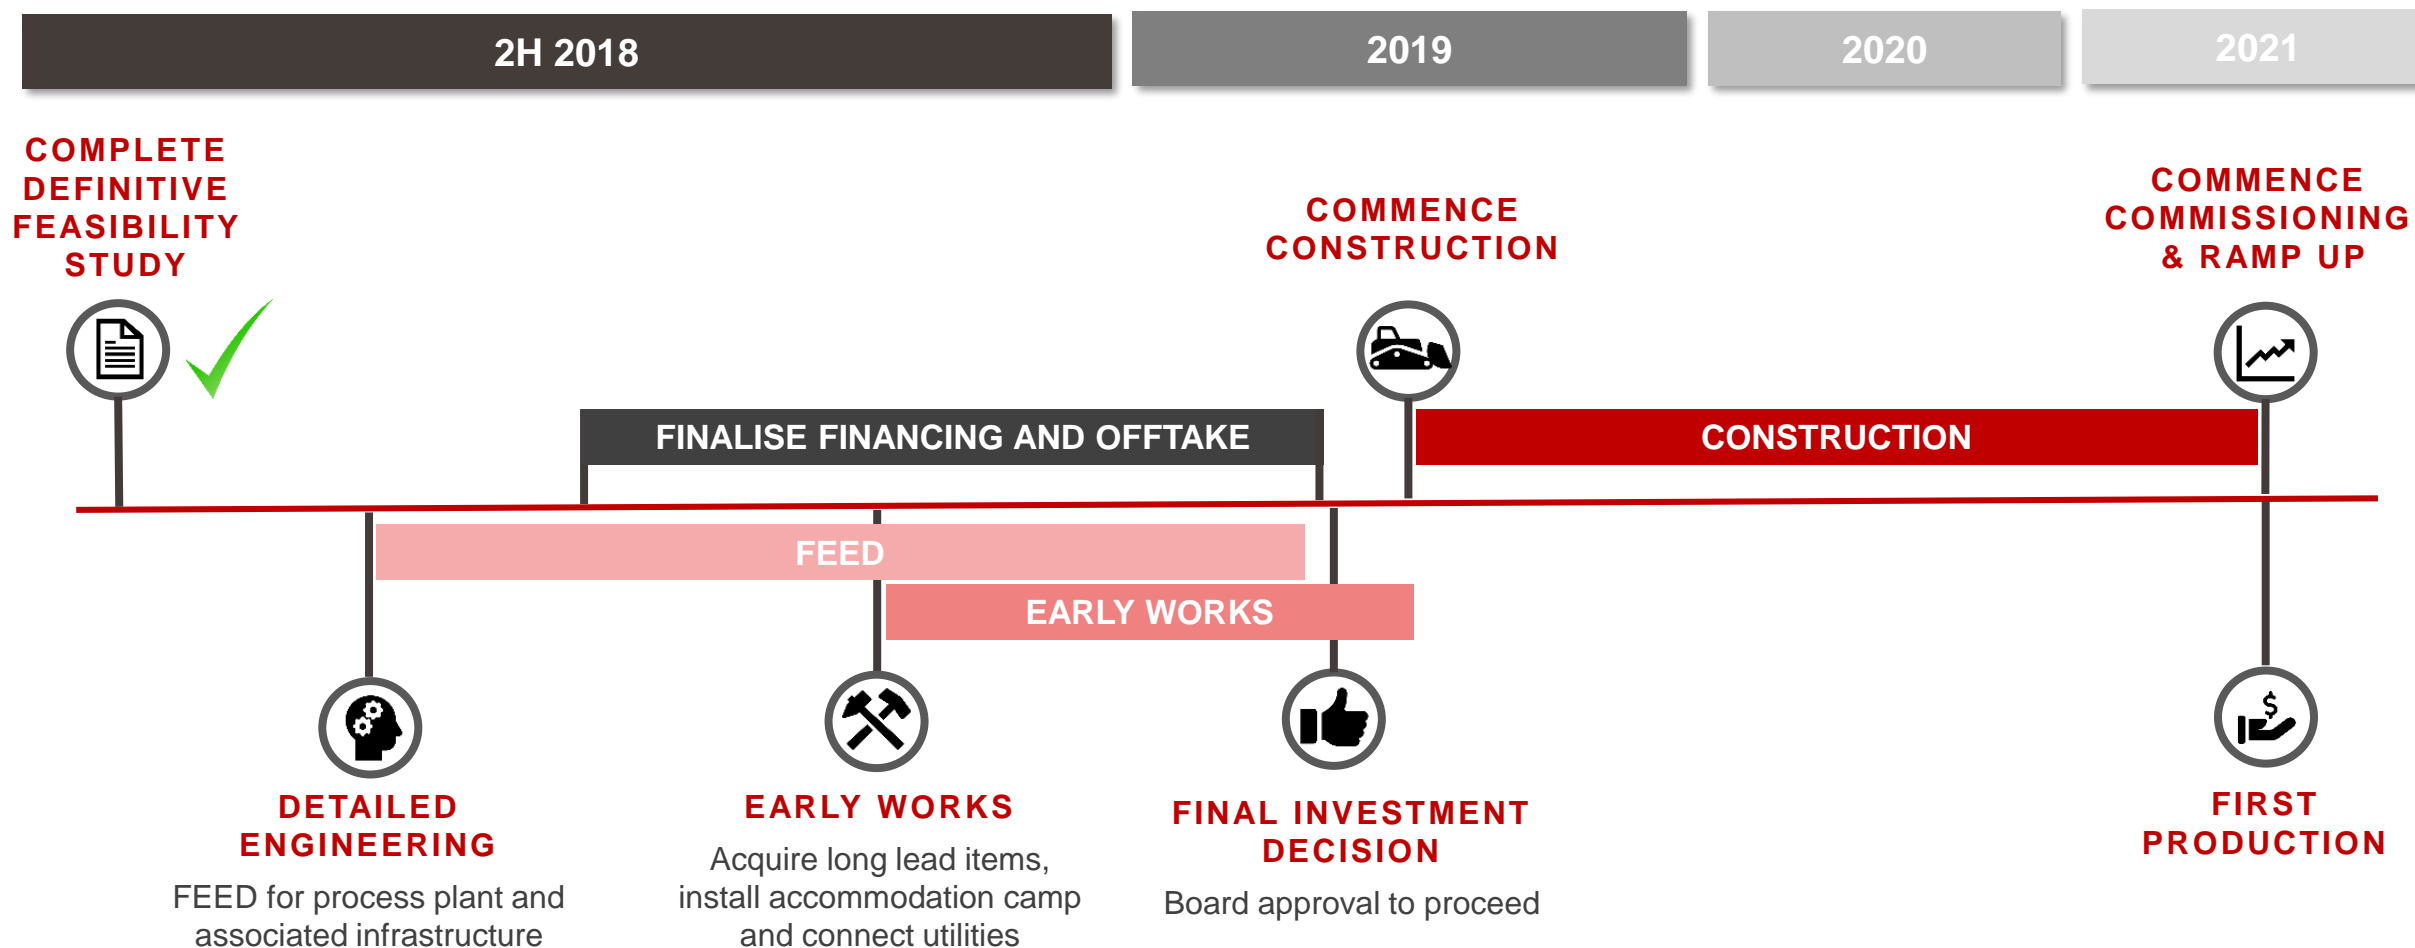 2H 2018
2019
2020
2021
COMPLETE
DEFINITIVE
FEASIBILITY
STUDY
COMMENCE
CONSTRUCTION
COMMENCE
COMMISSIONING
& RAMP UP
FINALISE FINANCING AND OFFTAKE
CONSTRUCTION
FEED
EARLY WORKS
$
DETAILED
ENGINEERING
FEED for process plant and
associated infrastructure
EARLY WORKS
Acquire long lead items,
install accommodation camp
and connect utilities
FINAL INVESTMENT
DECISION
Board approval to proceed
FIRST
PRODUCTION